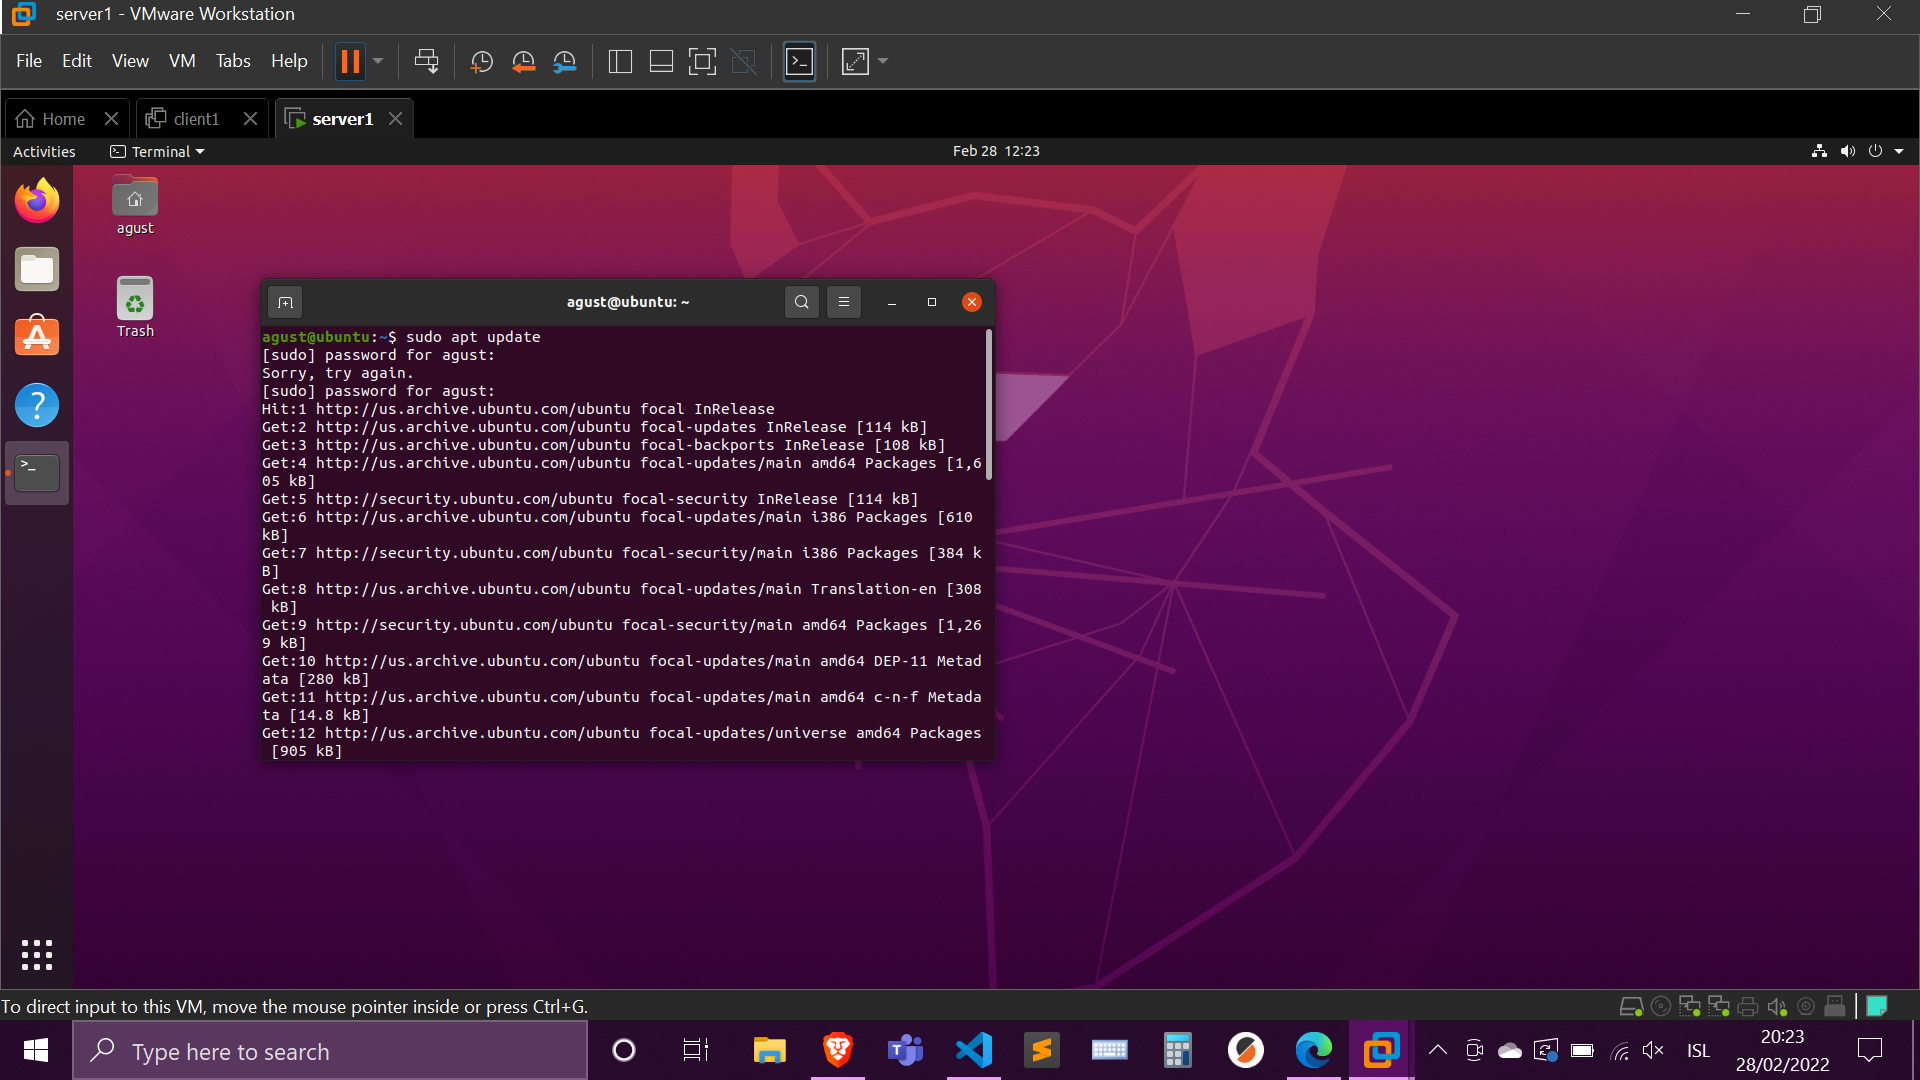 server1 - VMware Workstation
File Edit View VM Tabs Help
Home client1 server1
Activities Terminal Feb 28 12:23
agust
Trash
agust@ubuntu: ~
agust@ubuntu:~$ sudo apt update
[sudo] password for agust:
Sorry, try again.
[sudo] password for agust:
Hit:1 http://us.archive.ubuntu.com/ubuntu focal InRelease
Get:2 http://us.archive.ubuntu.com/ubuntu focal-updates InRelease [114 kB]
Get:3 http://us.archive.ubuntu.com/ubuntu focal-backports InRelease [108 kB]
Get:4 http://us.archive.ubuntu.com/ubuntu focal-updates/main amd64 Packages [1,6
05 kB]
Get:5 http://security.ubuntu.com/ubuntu focal-security InRelease [114 kB]
Get:6 http://us.archive.ubuntu.com/ubuntu focal-updates/main i386 Packages [610
kB]
Get:7 http://security.ubuntu.com/ubuntu focal-security/main i386 Packages [384 k
B]
Get:8 http://us.archive.ubuntu.com/ubuntu focal-updates/main Translation-en [308
kB]
Get:9 http://security.ubuntu.com/ubuntu focal-security/main amd64 Packages [1,26
9 kB]
Get:10 http://us.archive.ubuntu.com/ubuntu focal-updates/main amd64 DEP-11 Metad
ata [280 kB]
Get:11 http://us.archive.ubuntu.com/ubuntu focal-updates/main amd64 c-n-f Metada
ta [14.8 kB]
Get:12 http://us.archive.ubuntu.com/ubuntu focal-updates/universe amd64 Packages
[905 kB]
To direct input to this VM, move the mouse pointer inside or press Ctrl+G.
Type here to search
ISL
20:23
28/02/2022